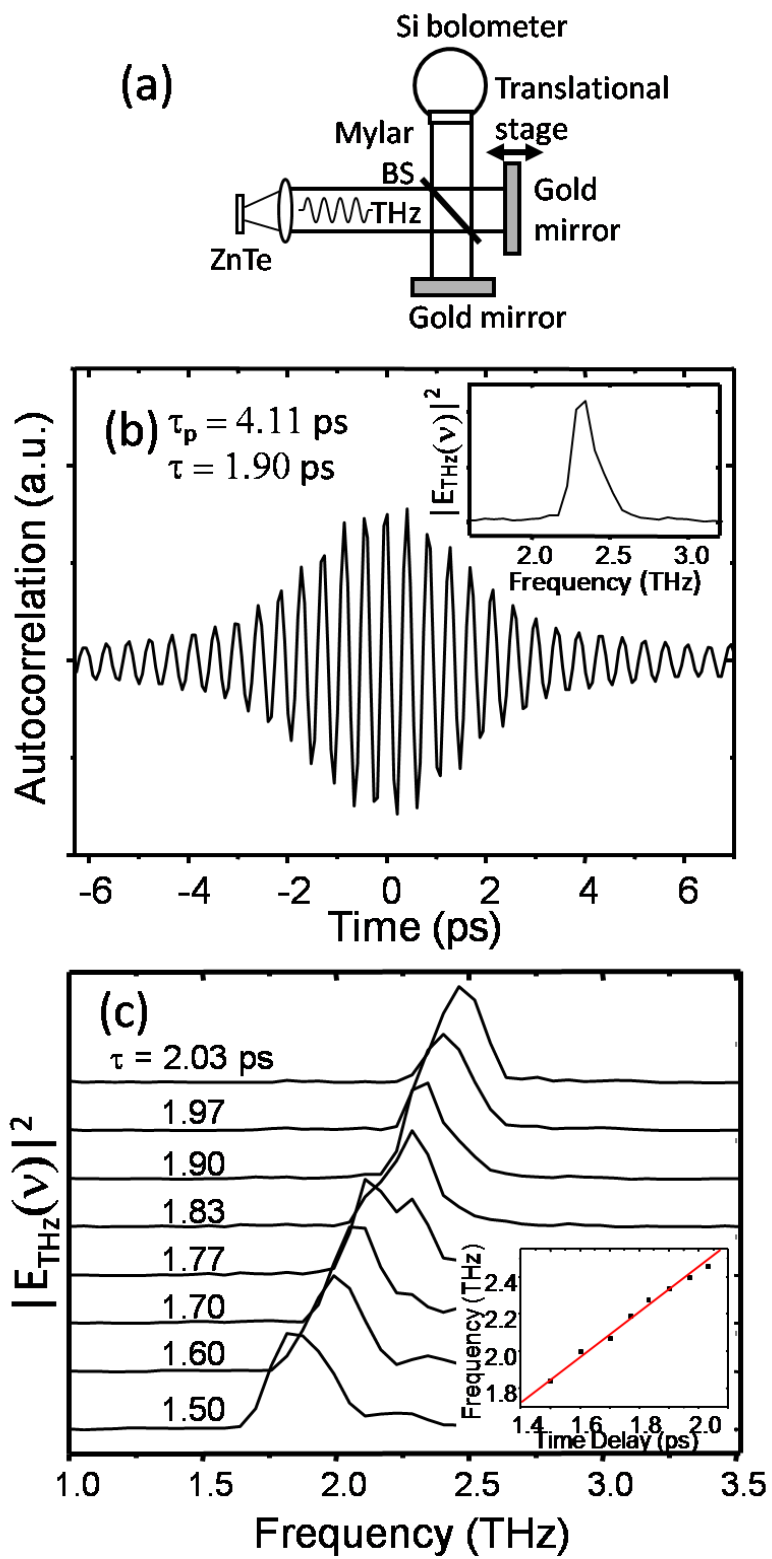 (a)
Si bolometer
Translational
stage
Mylar
BS
THz
Gold
mirror
ZnTe
Gold mirror
(b)
τp = 4.11 ps
τ = 1.90 ps
|ETHz(ν)|²
2.0 2.5 3.0
Frequency (THz)
Autocorrelation (a.u.)
-6 -4 -2 0 2 4 6
Time (ps)
(c)
τ = 2.03 ps
1.97
1.90
1.83
1.77
1.70
1.60
1.50
|ETHz(ν)|²
Frequency (THz)
2.4
2.2
2.0
1.8
1.4 1.6 1.8 2.0
Time Delay (ps)
1.0 1.5 2.0 2.5 3.0 3.5
Frequency (THz)